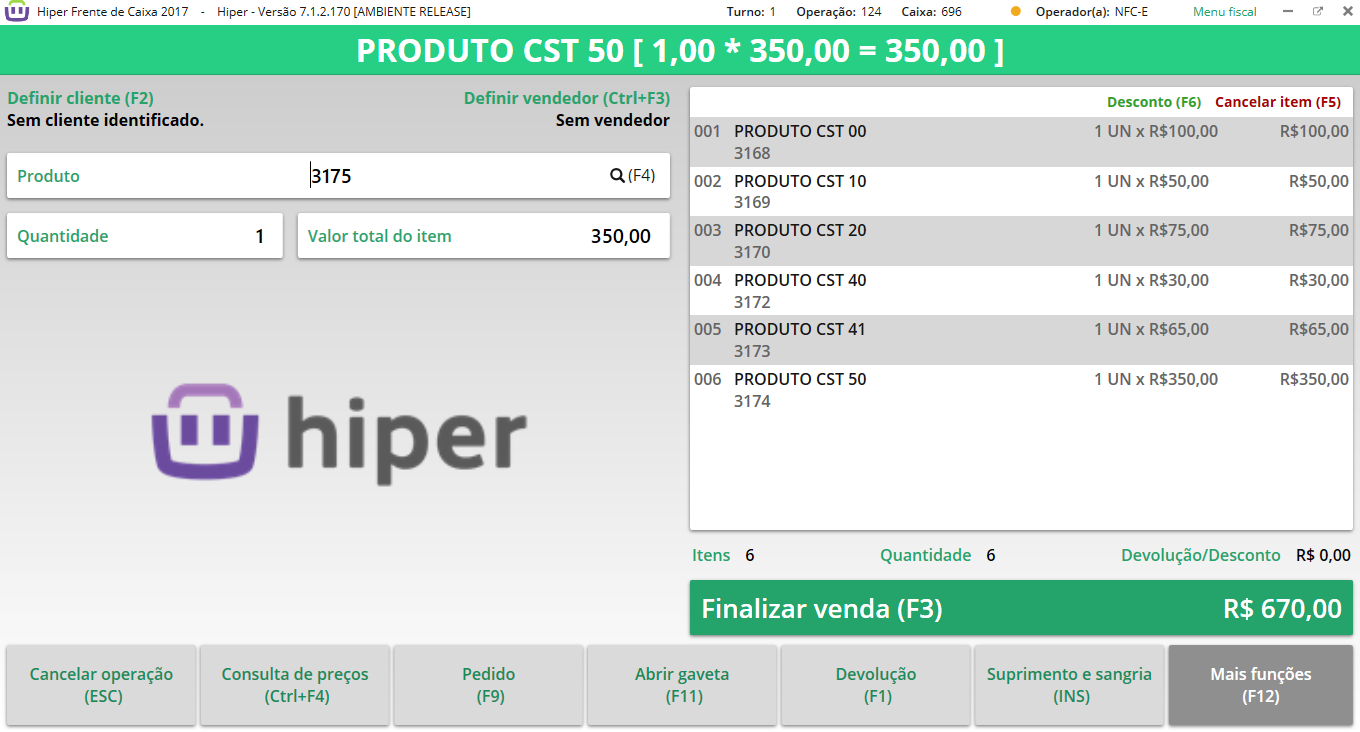 Hiper Frente de Caixa 2017 - Hiper - Versão 7.1.2.170 [AMBIENTE RELEASE] Turno: 1 Operação: 124 Caixa: 696 Operador(a): NFC-E Menu fiscal
PRODUTO CST 50 [ 1,00 * 350,00 = 350,00 ]
Definir cliente (F2) Definir vendedor (Ctrl+F3)
Sem cliente identificado. Sem vendedor
Produto 3175 (F4)
Quantidade 1 Valor total do item 350,00
hiper
Desconto (F6) Cancelar item (F5)
001 PRODUTO CST 00 1 UN x R$100,00 R$100,00
3168
002 PRODUTO CST 10 1 UN x R$50,00 R$50,00
3169
003 PRODUTO CST 20 1 UN x R$75,00 R$75,00
3170
004 PRODUTO CST 40 1 UN x R$30,00 R$30,00
3172
005 PRODUTO CST 41 1 UN x R$65,00 R$65,00
3173
006 PRODUTO CST 50 1 UN x R$350,00 R$350,00
3174
Itens 6 Quantidade 6 Devolução/Desconto R$ 0,00
Finalizar venda (F3) R$ 670,00
Cancelar operação
(ESC)
Consulta de preços
(Ctrl+F4)
Pedido
(F9)
Abrir gaveta
(F11)
Devolução
(F1)
Suprimento e sangria
(INS)
Mais funções
(F12)